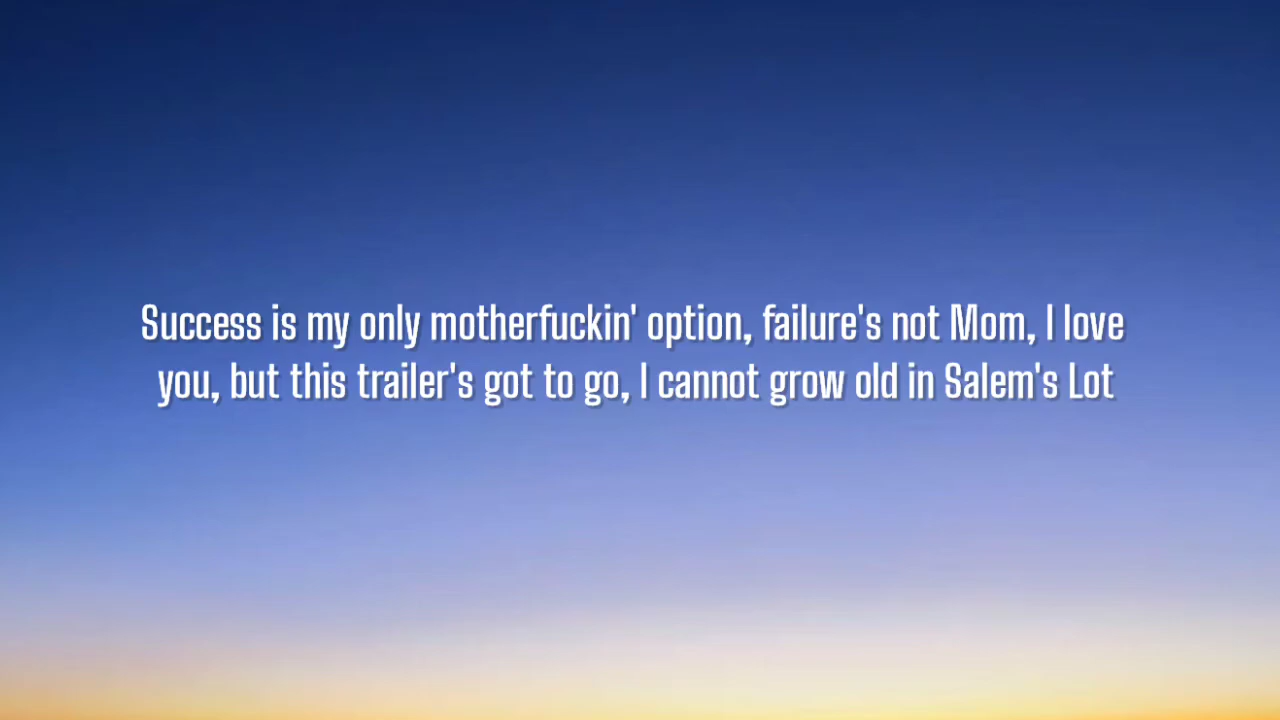 Success is my only motherfuckin' option, failure's not Mom, I love
you, but this trailer's got to go, I cannot grow old in Salem's Lot